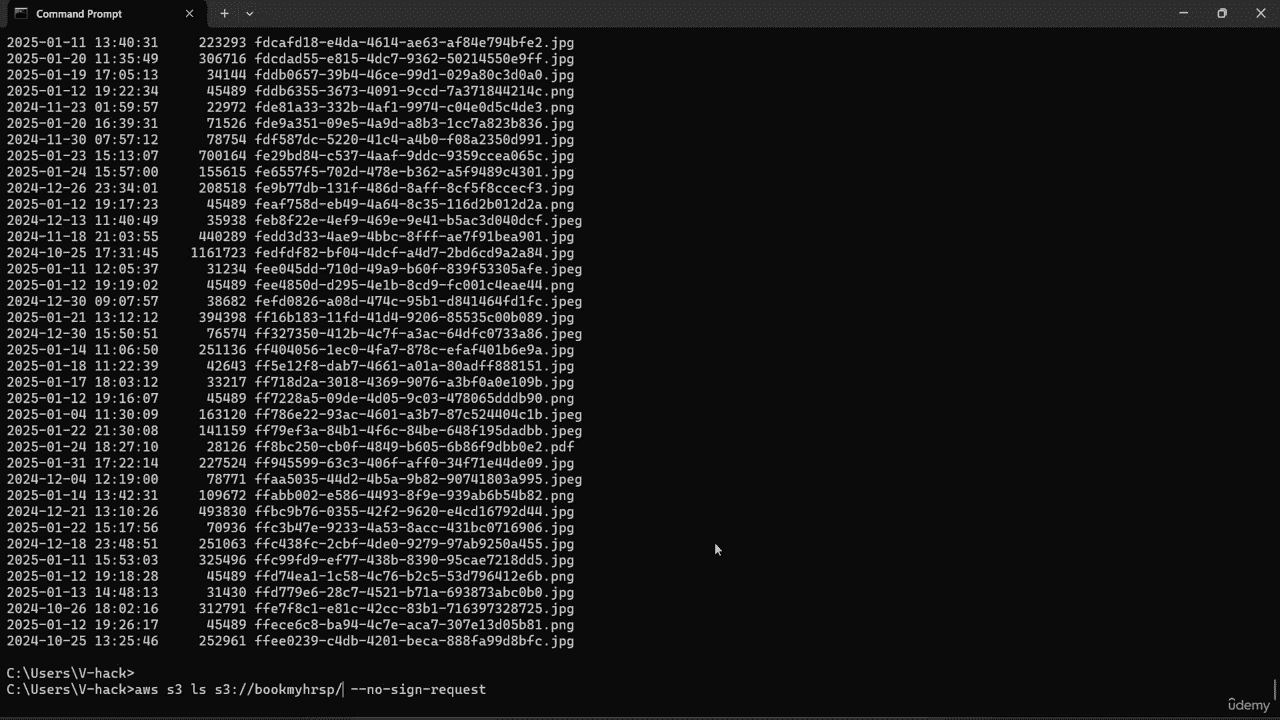 Command Prompt
2025-01-11 13:40:31     223293 fdcafd18-e4da-4614-ae63-af84e794bfe2.jpg
2025-01-20 11:35:49     306716 fdcdad55-e815-4dc7-9362-50214550e9ff.jpg
2025-01-19 17:05:13      34144 fddb0657-39b4-46ce-99d1-029a80c3d0a0.jpg
2025-01-12 19:22:34      45489 fddb6355-3673-4091-9ccd-7a371844214c.png
2024-11-23 01:59:57      22972 fde81a33-332b-4af1-9974-c04e0d5c4de3.png
2025-01-20 16:39:31      71526 fde9a351-09e5-4a9d-a8b3-1cc7a823b836.jpg
2024-11-30 07:57:12      78754 fdf587dc-5220-41c4-a4b0-f08a2350d991.jpg
2025-01-23 15:13:07     700164 fe29bd84-c537-4aaf-9ddc-9359ccea065c.jpg
2025-01-24 15:57:00     155615 fe6557f5-702d-478e-b362-a5f9489c4301.jpg
2024-12-26 23:34:01     208518 fe9b77db-131f-486d-8aff-8cf5f8ccecf3.jpg
2025-01-12 19:17:23      45489 feaf758d-eb49-4a64-8c35-116d2b012d2a.png
2024-12-13 11:40:49      35938 feb8f22e-4ef9-469e-9e41-b5ac3d040dcf.jpeg
2024-11-18 21:03:55     440289 fedd3d33-4ae9-4bbc-8fff-ae7f91bea901.jpg
2024-10-25 17:31:45    1161723 fedfdf82-bf04-4dcf-a4d7-2bd6cd9a2a84.jpg
2025-01-11 12:05:37      31234 fee045dd-710d-49a9-b60f-839f53305afe.jpeg
2025-01-12 19:19:02      45489 fee4850d-d295-4e1b-8cd9-fc001c4eae44.png
2024-12-30 09:07:57      38682 fefd0826-a08d-474c-95b1-d841464fd1fc.jpeg
2025-01-21 13:12:12     394398 ff16b183-11fd-41d4-9206-85535c00b089.jpg
2024-12-30 15:50:51      76574 ff327350-412b-4c7f-a3ac-64dfc0733a86.jpeg
2025-01-14 11:06:50     251136 ff404056-1ec0-4fa7-878c-efaf401b6e9a.jpg
2025-01-18 11:22:39      42643 ff5e12f8-dab7-4661-a01a-80adff888151.jpg
2025-01-17 18:03:12      33217 ff718d2a-3018-4369-9076-a3bf0a0e109b.jpg
2025-01-12 19:16:07      45489 ff7228a5-09de-4d05-9c03-478065dddb90.png
2025-01-04 11:30:09     163120 ff786e22-93ac-4601-a3b7-87c524404c1b.jpeg
2025-01-22 21:30:08     141159 ff79ef3a-84b1-4f6c-84be-648f195dadbb.jpeg
2025-01-24 18:27:10      28126 ff8bc250-cb0f-4849-b605-6b86f9dbb0e2.pdf
2025-01-31 17:22:14     227524 ff945599-63c3-406f-aff0-34f71e44de09.jpg
2024-12-04 12:19:00      78771 ffaa5035-44d2-4b5a-9b82-90741803a995.jpeg
2025-01-14 13:42:31     109672 ffabb002-e586-4493-8f9e-939ab6b54b82.png
2024-12-21 13:10:26     493830 ffbc9b76-0355-42f2-9620-e4cd16792d44.jpg
2025-01-22 15:17:56      70936 ffc3b47e-9233-4a53-8acc-431bc0716906.jpg
2024-12-18 23:48:51     251063 ffc438fc-2cbf-4de0-9279-97ab9250a455.jpg
2025-01-11 15:53:03     325496 ffc99fd9-ef77-438b-8390-95cae7218dd5.jpg
2025-01-12 19:18:28      45489 ffd74ea1-1c58-4c76-b2c5-53d796412e6b.png
2025-01-13 14:48:13      31430 ffd779e6-28c7-4521-b71a-693873abc0b0.jpg
2024-10-26 18:02:16     312791 ffe7f8c1-e81c-42cc-83b1-716397328725.jpg
2025-01-12 19:26:17      45489 ffece6c8-ba94-4c7e-aca7-307e13d05b81.png
2024-10-25 13:25:46     252961 ffee0239-c4db-4201-beca-888fa99d8bfc.jpg
C:\Users\V-hack>
C:\Users\V-hack>aws s3 ls s3://bookmyhrsp/ --no-sign-request
ûdemy